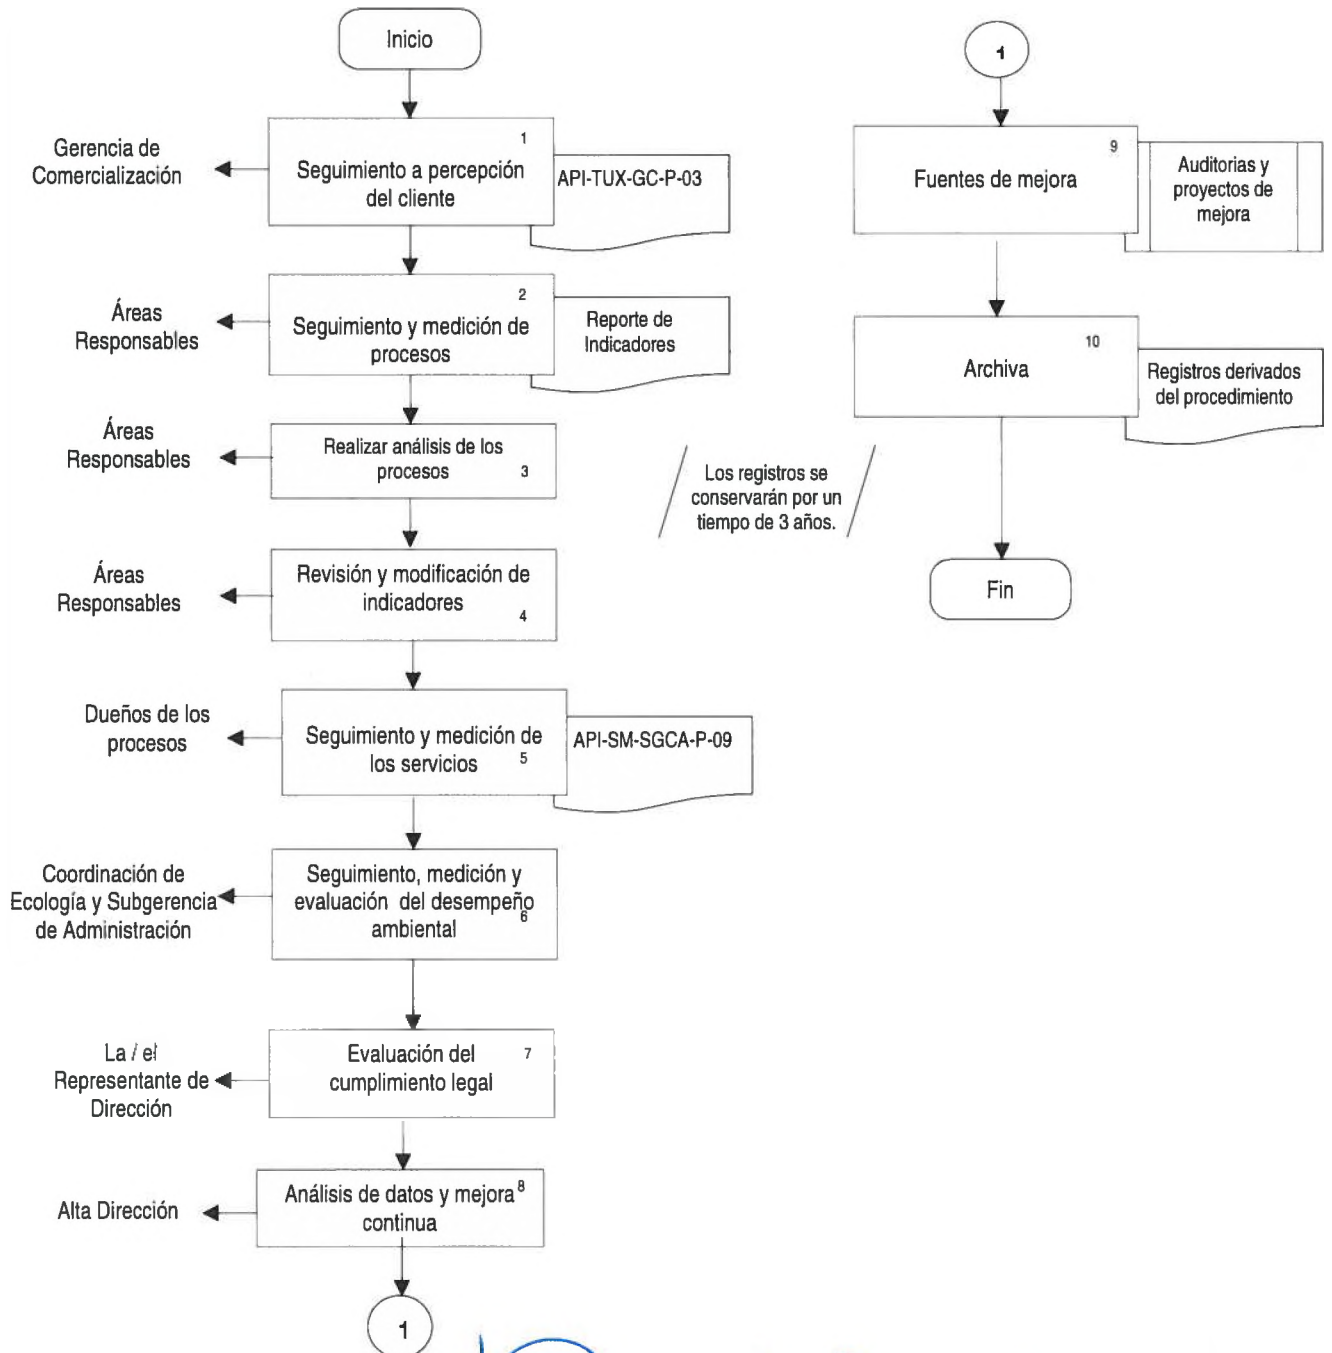 Inicio
Gerencia de
Comercialización
1
Seguimiento a percepción
del cliente
API-TUX-GC-P-03
Áreas
Responsables
2
Seguimiento y medición de
procesos
Reporte de
Indicadores
Áreas
Responsables
Realizar análisis de los
procesos
3
Áreas
Responsables
Revisión y modificación de
indicadores
4
Dueños de los
procesos
Seguimiento y medición de
los servicios
5
API-SM-SGCA-P-09
Coordinación de
Ecología y Subgerencia
de Administración
Seguimiento, medición y
evaluación del desempeño
ambiental
6
La / el
Representante de
Dirección
Evaluación del
cumplimiento legal
7
Alta Dirección
Análisis de datos y mejora
continua
8
1
1
9
Fuentes de mejora
Auditorias y
proyectos de
mejora
10
Archiva
Registros derivados
del procedimiento
Los registros se
conservarán por un
tiempo de 3 años.
Fin